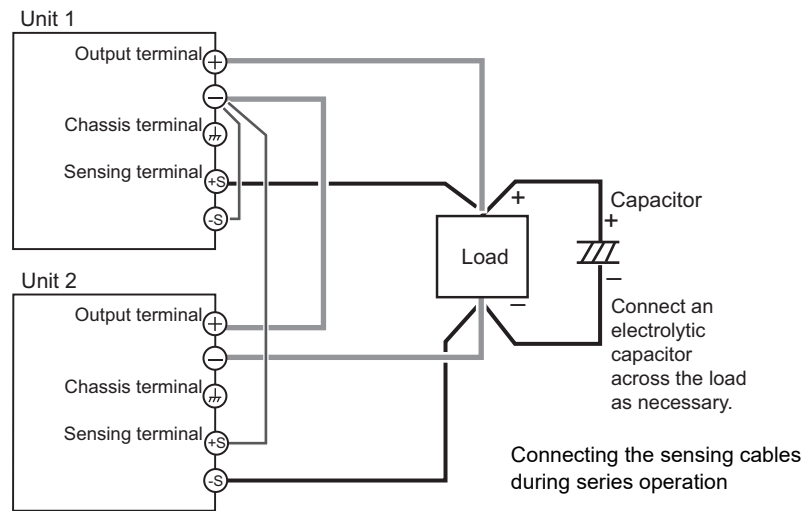 Unit 1
Output terminal
+
−
Chassis terminal
Sensing terminal
+S
-S
Unit 2
Output terminal
+
−
Chassis terminal
Sensing terminal
+S
-S
Load
+
−
Capacitor
+
−
Connect an
electrolytic
capacitor
across the load
as necessary.
Connecting the sensing cables
during series operation